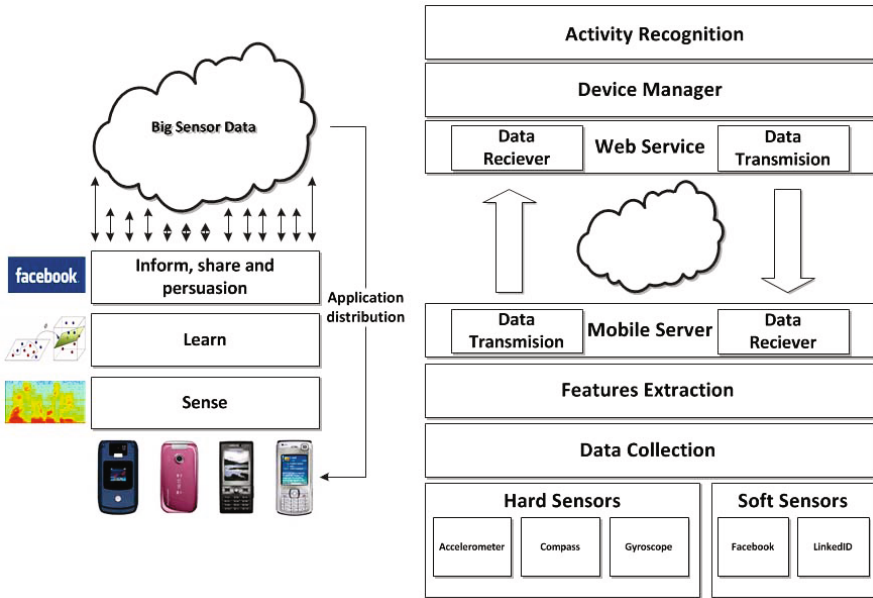 Big Sensor Data
facebook
Inform, share and
persuasion
Learn
Sense
Application
distribution
Activity Recognition
Device Manager
Data
Reciever
Web Service
Data
Transmision
Data
Transmision
Mobile Server
Data
Reciever
Features Extraction
Data Collection
Hard Sensors
Accelerometer
Compass
Gyroscope
Soft Sensors
Facebook
LinkedID